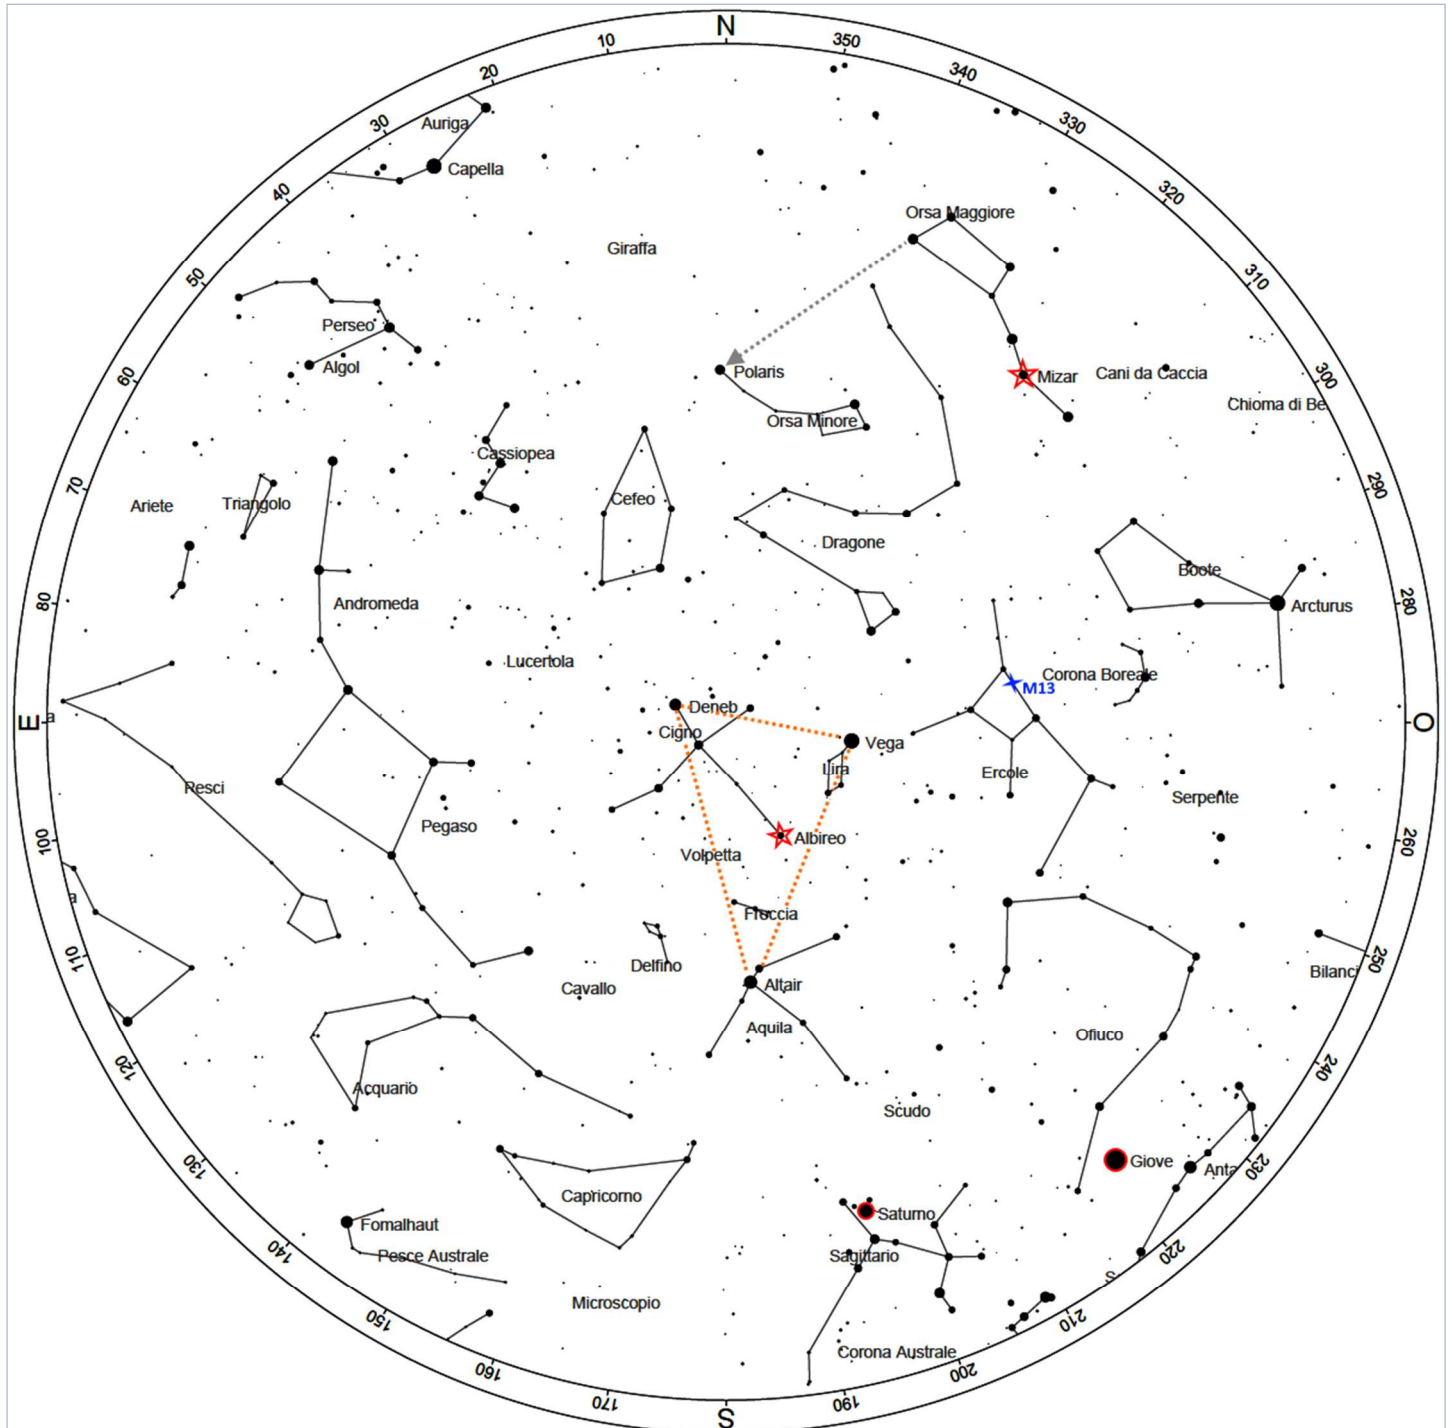 N
10
350
20
340
30
330
Auriga
Capella
40
320
Orsa Maggiore
Giraffa
50
310
Perseo
Algol
Polaris
Mizar
Cani da Caccia
60
300
Chioma di Be
Orsa Minore
Cassiopea
70
290
Ariete
Triangolo
Cefeo
Dragone
Boote
80
280
Andromeda
Arcturus
Lucertola
Corona Boreale
M13
E
a
Deneb
O
Cigno
Vega
Lira
Ercole
Pesci
Serpente
Pegaso
100
Albireo
260
Volpetta
a
Freccia
110
Delfino
250
Bilanci
Cavallo
Altair
Aquila
Ofiuco
120
240
Acquario
Scudo
130
Giove
Anta
230
Capricorno
Saturno
Fomalhaut
140
Pesce Australe
Sagittario
220
S
Microscopio
150
210
Corona Australe
160
200
170
190
S